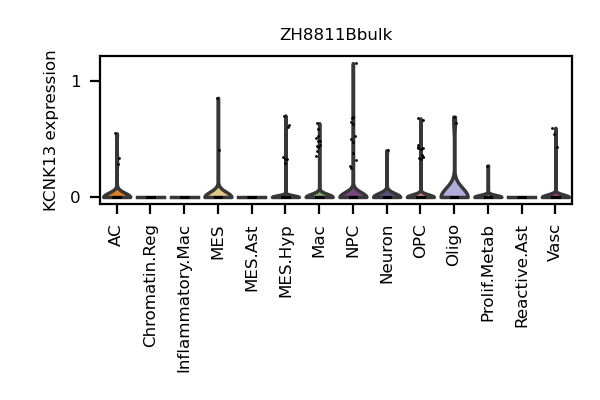 ZH8811Bbulk
KCNK13 expression
1
0
AC
Chromatin.Reg
Inflammatory.Mac
MES
MES.Ast
MES.Hyp
Mac
NPC
Neuron
OPC
Oligo
Prolif.Metab
Reactive.Ast
Vasc